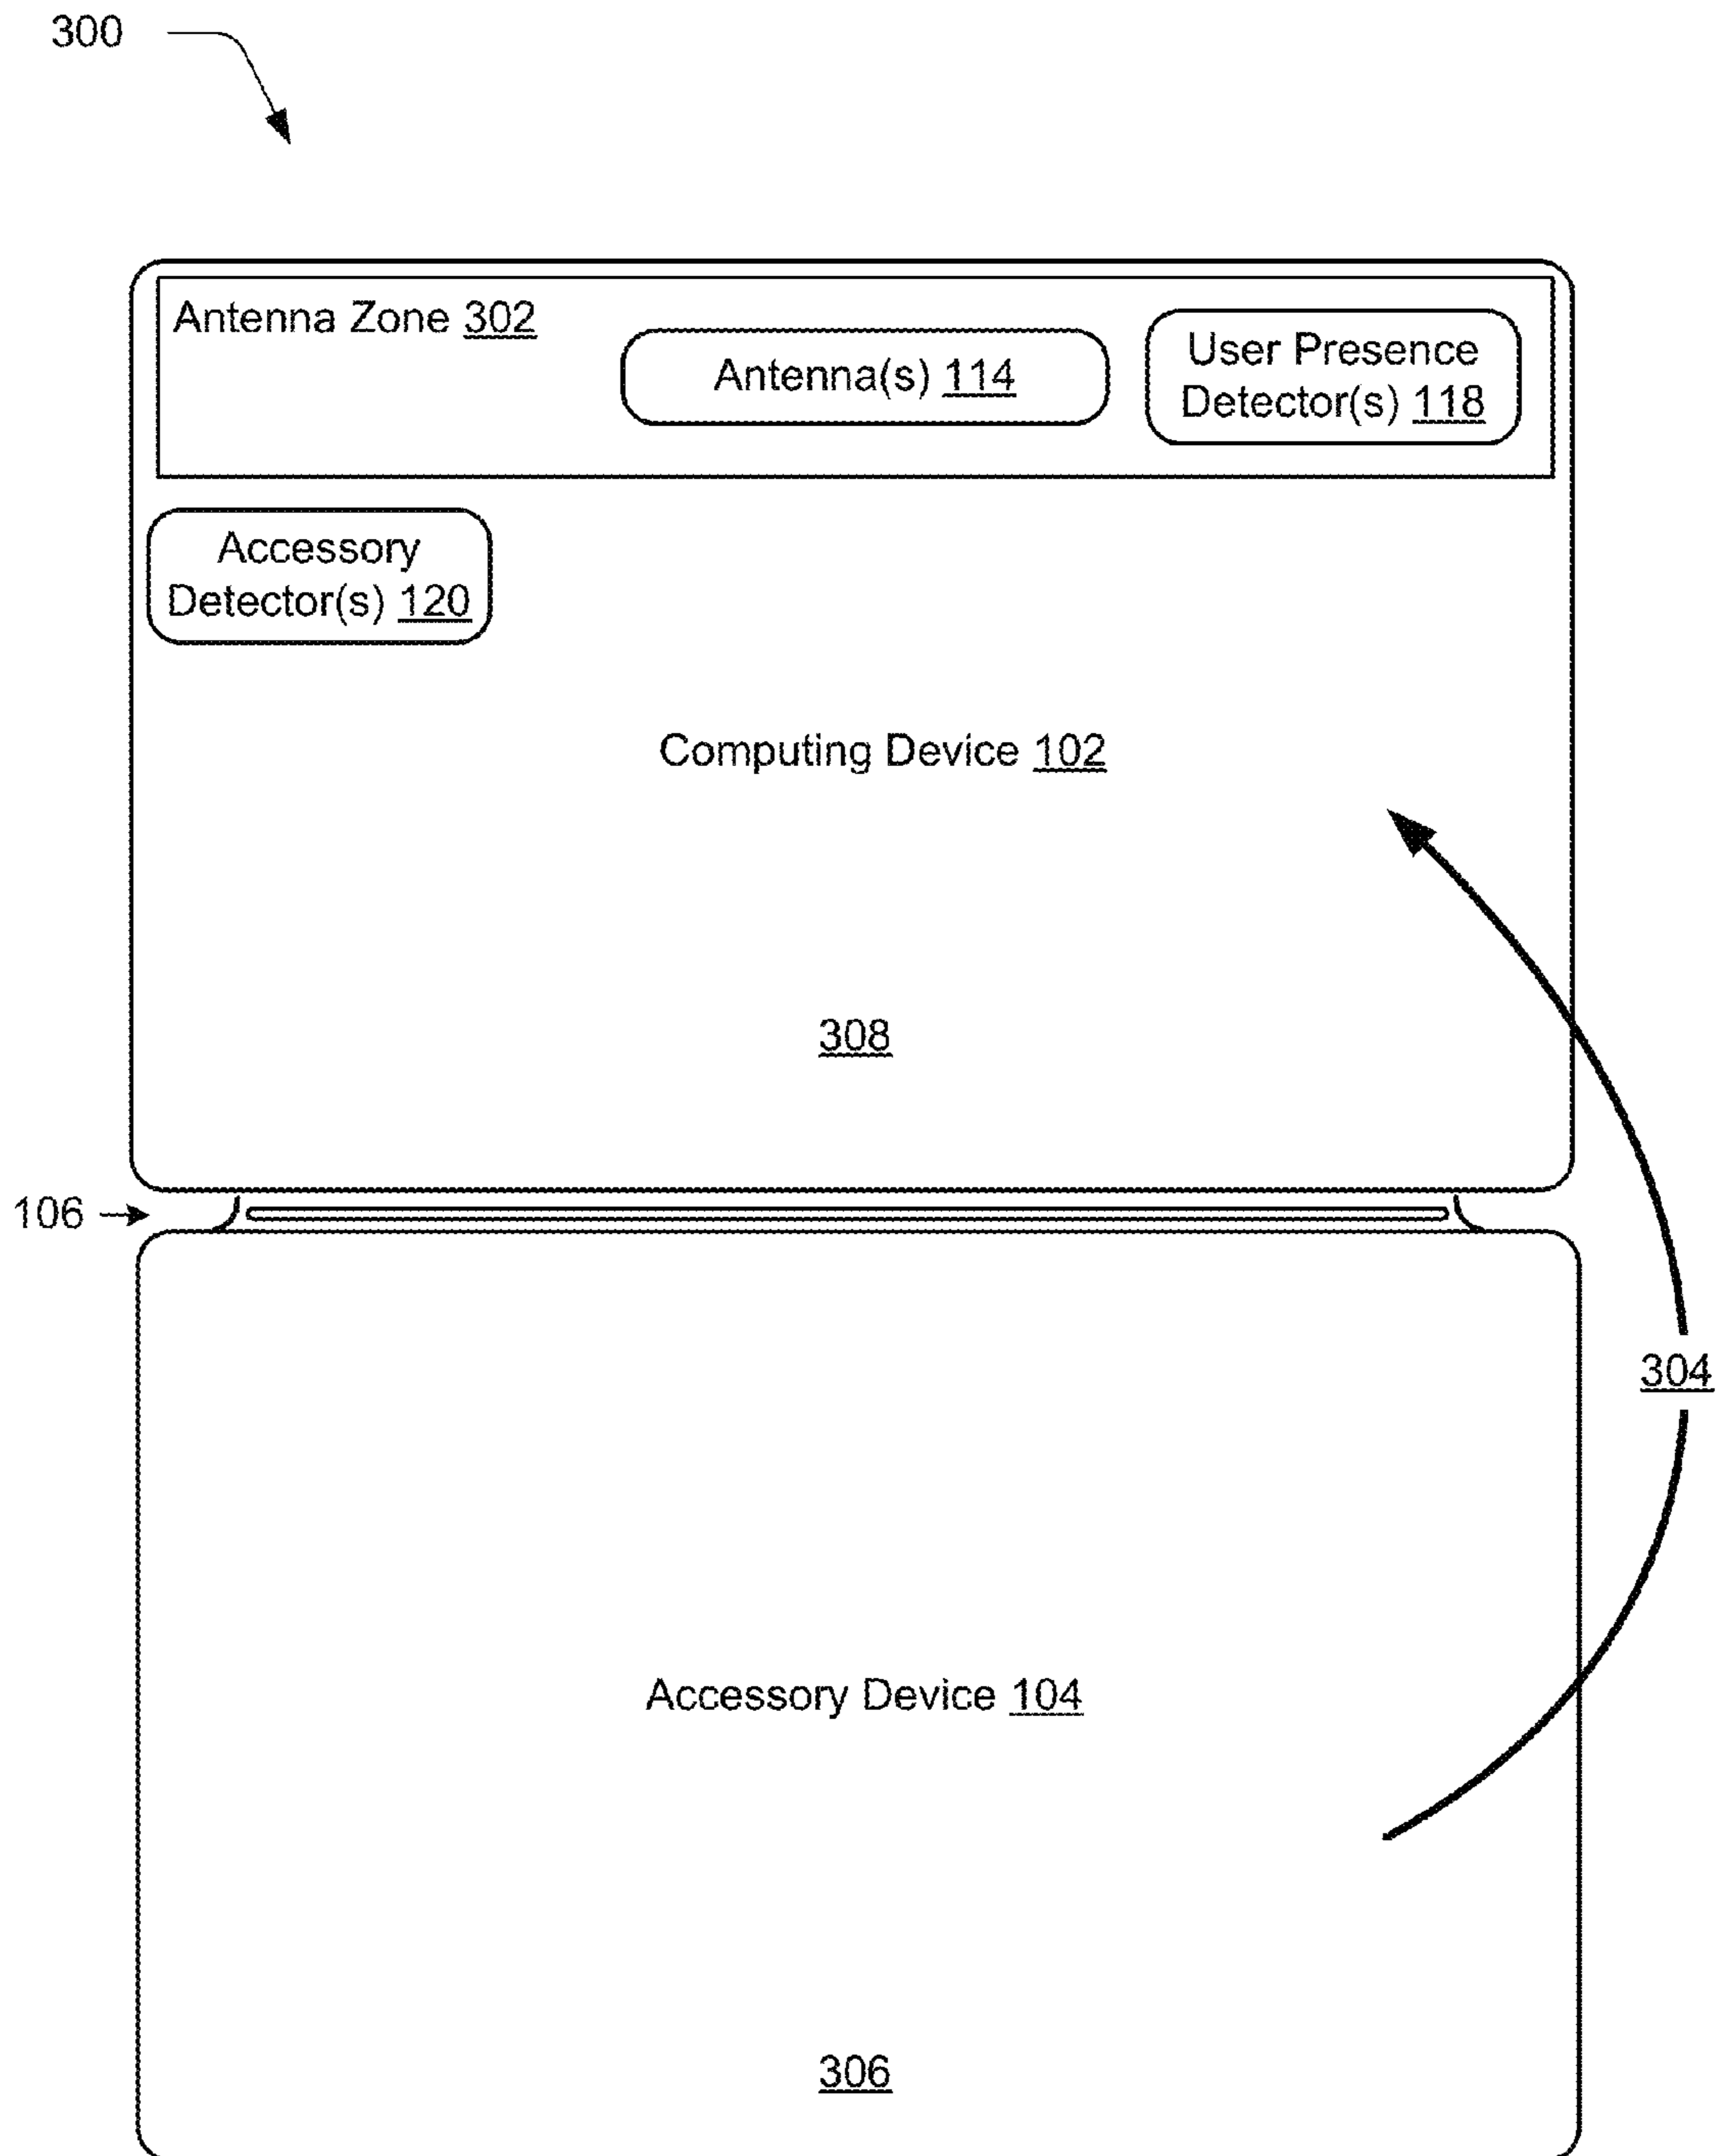 300
Antenna Zone 302
Antenna(s) 114
User Presence
Detector(s) 118
Accessory
Detector(s) 120
Computing Device 102
308
106
304
Accessory Device 104
306